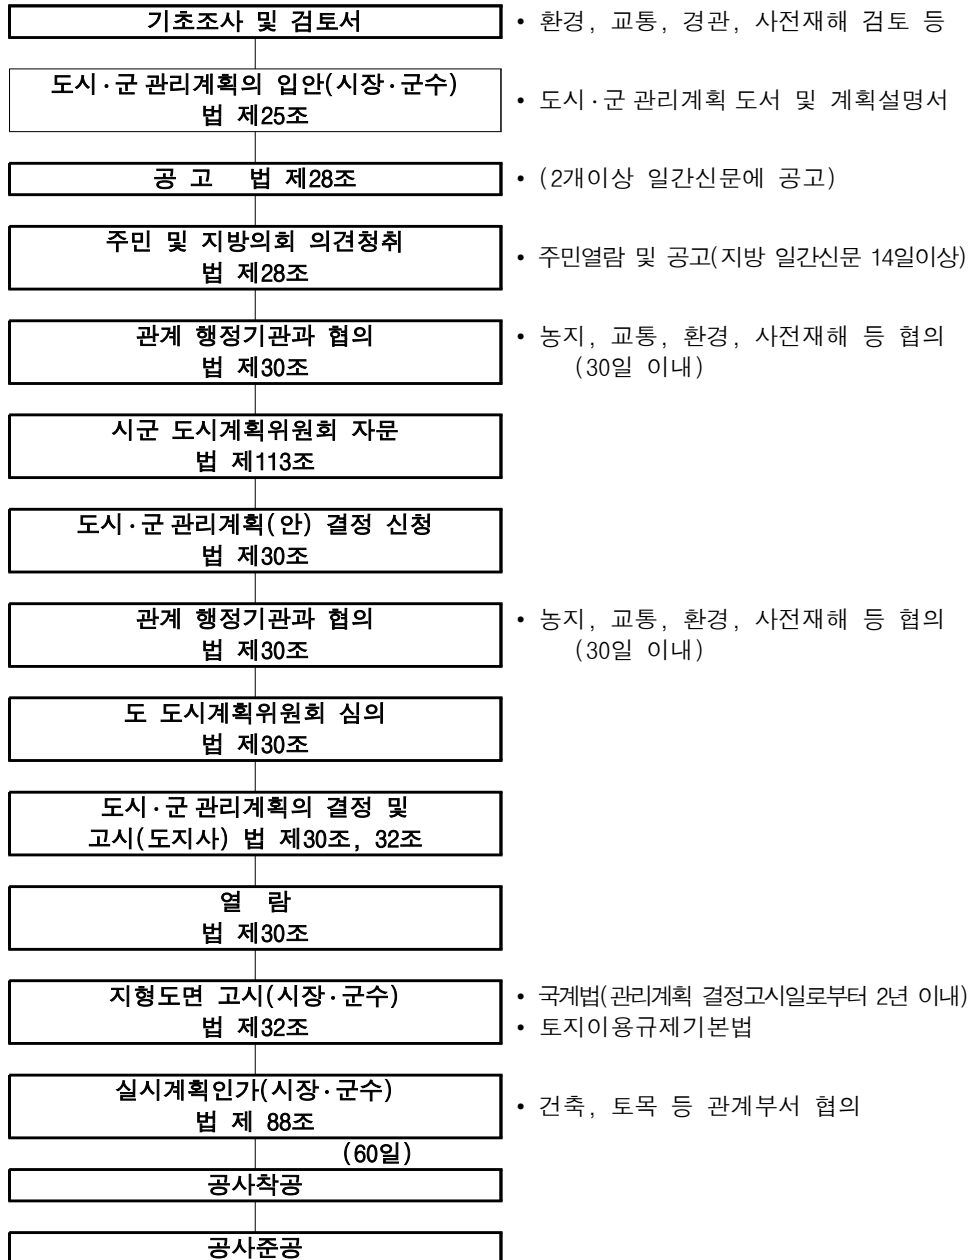 기초조사 및 검토서
• 환경, 교통, 경관, 사전재해 검토 등
도시·군관리계획의 입안(시장·군수)
법 제25조
• 도시·군관리계획 도서 및 계획설명서
공 고 법 제28조
• (2개이상 일간신문에 공고)
주민 및 지방의회 의견청취
법 제28조
• 주민열람 및 공고(지방 일간신문 14일이상)
관계 행정기관과 협의
법 제30조
• 농지, 교통, 환경, 사전재해 등 협의
(30일 이내)
시군 도시계획위원회 자문
법 제113조
도시·군관리계획(안) 결정 신청
법 제30조
관계 행정기관과 협의
법 제30조
• 농지, 교통, 환경, 사전재해 등 협의
(30일 이내)
도 도시계획위원회 심의
법 제30조
도시·군관리계획의 결정 및
고시(도지사) 법 제30조, 32조
열 람
법 제30조
지형도면 고시(시장·군수)
법 제32조
• 국계법(관리계획 결정고시일로부터 2년 이내)
• 토지이용규제기본법
실시계획인가(시장·군수)
법 제 88조
• 건축, 토목 등 관계부서 협의
(60일)
공사착공
공사준공